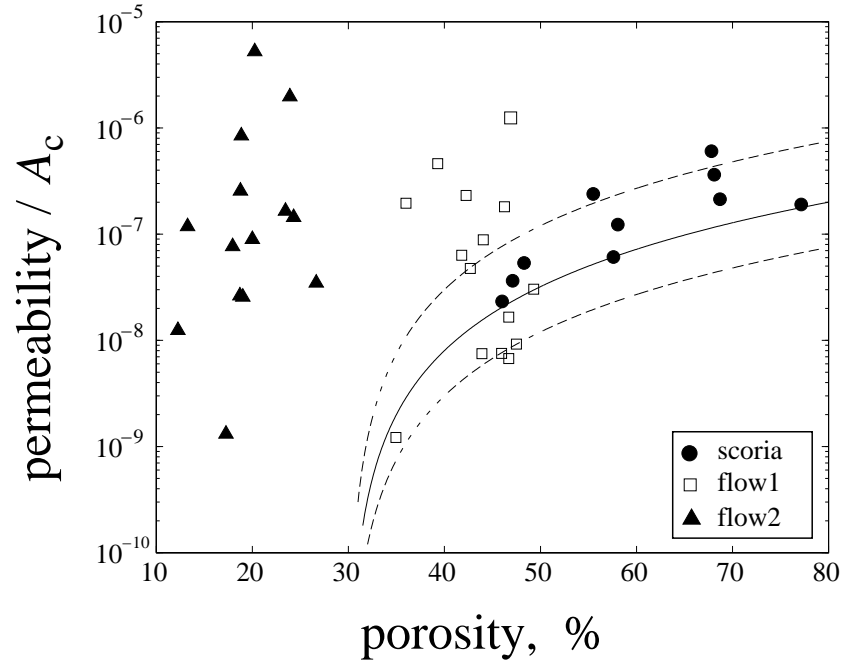 10⁻⁵
10⁻⁶
10⁻⁷
10⁻⁸
10⁻⁹
10⁻¹⁰
permeability / A_c
10 20 30 40 50 60 70 80
porosity, %
scoria
flow1
flow2